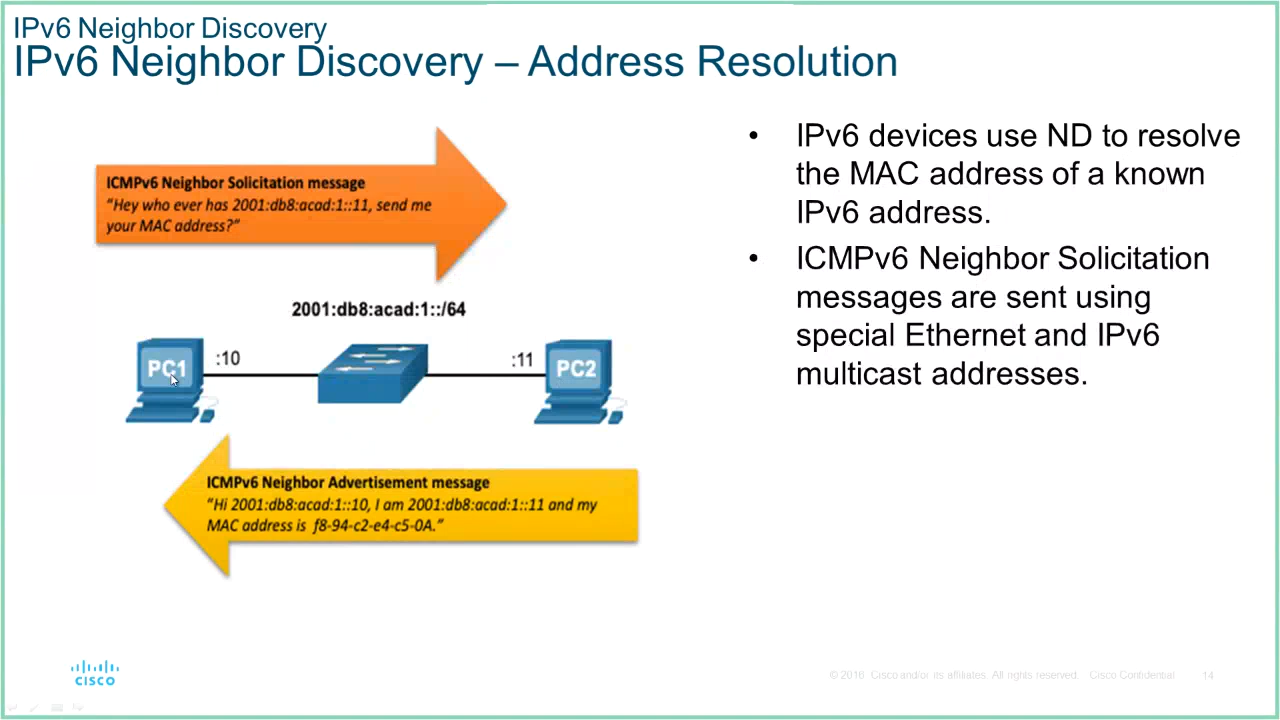 IPv6 Neighbor Discovery
IPv6 Neighbor Discovery – Address Resolution
ICMPv6 Neighbor Solicitation message
“Hey who ever has 2001:db8:acad:1::11, send me
your MAC address?”
2001:db8:acad:1::/64
PC1
:10
:11
PC2
ICMPv6 Neighbor Advertisement message
“Hi 2001:db8:acad:1::10, I am 2001:db8:acad:1::11 and my
MAC address is f8-94-c2-e4-c5-0A.”
• IPv6 devices use ND to resolve
the MAC address of a known
IPv6 address.
• ICMPv6 Neighbor Solicitation
messages are sent using
special Ethernet and IPv6
multicast addresses.
CISCO
© 2016 Cisco and/or its affiliates. All rights reserved. Cisco Confidential
14